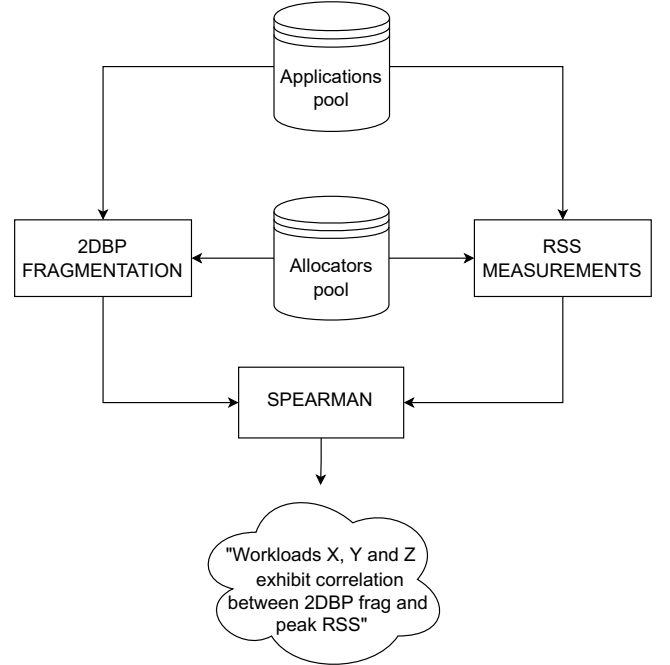 Applications
pool
2DBP
FRAGMENTATION
Allocators
pool
RSS
MEASUREMENTS
SPEARMAN
"Workloads X, Y and Z
exhibit correlation
between 2DBP frag and
peak RSS"